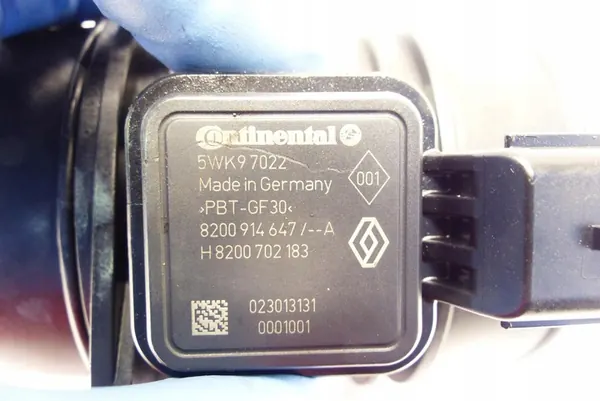 Continental
5WK9 7022
001
Made in Germany
>PBT-GF30<
8200 914 647 /--A
H 8200 702 183
023013131
0001001